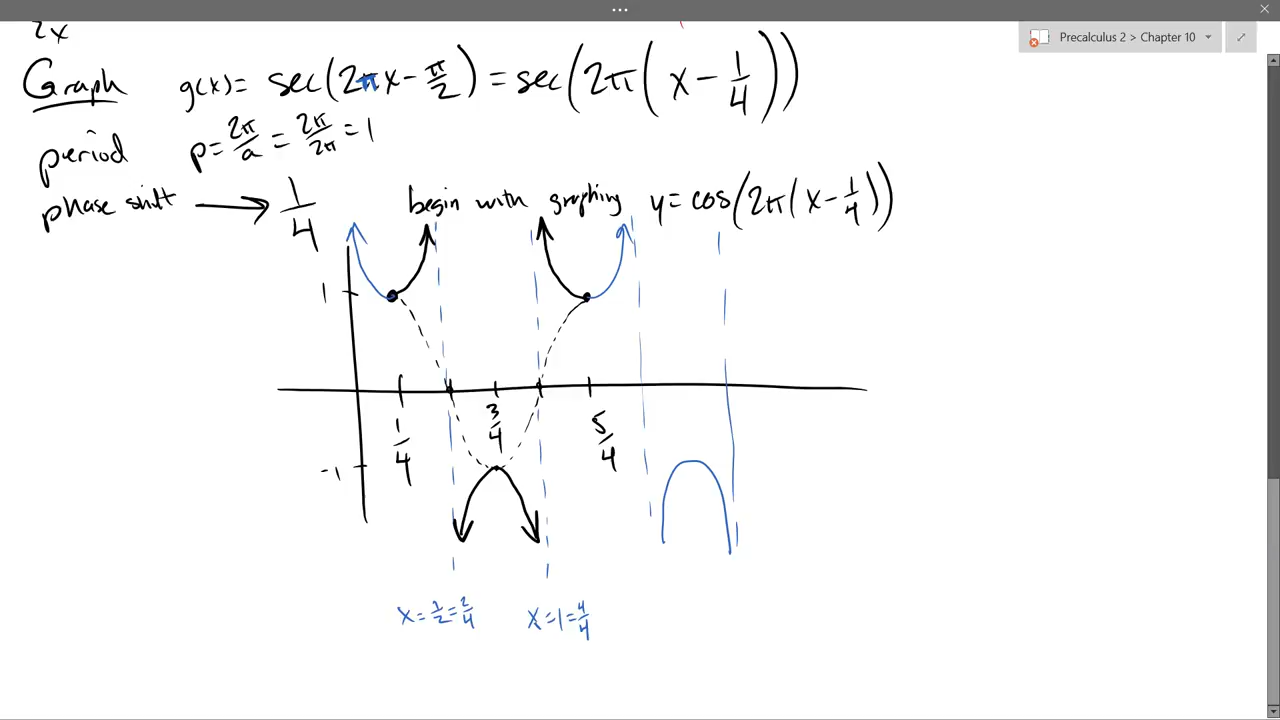 2x
Precalculus 2 > Chapter 10
Graph g(x)= sec(2πx - π/2) = sec(2π(x - 1/4))
period p = 2π/a = 2π/2π = 1
phase shift → 1/4 begin with graphing y = cos(2π(x - 1/4))
1
1/4 3/4 5/4
-1
x = 1/2 = 2/4 x = 1 = 4/4